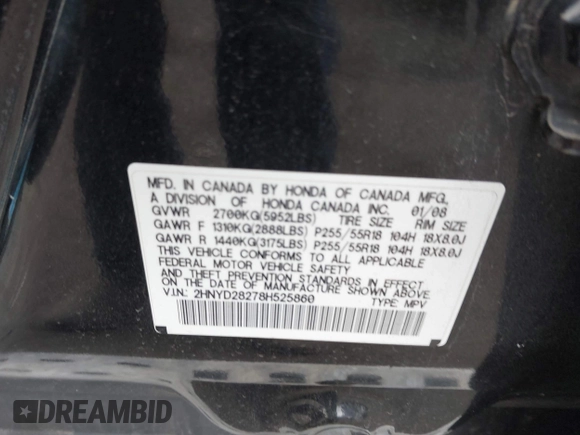 MFD. IN CANADA BY HONDA OF CANADA MFG.,
A DIVISION OF HONDA CANADA INC. 01/08
GVWR 2700KG(5952LBS) TIRE SIZE RIM SIZE
GAWR F 1310KG(2888LBS) P255/55R18 104H 18X8.0J
GAWR R 1440KG(3175LBS) P255/55R18 104H 18X8.0J
THIS VEHICLE CONFORMS TO ALL APPLICABLE
FEDERAL MOTOR VEHICLE SAFETY
AND THEFT PREVENTION STANDARDS IN EFFECT
ON THE DATE OF MANUFACTURE SHOWN ABOVE.
V.I.N.: 2HNYD28278H525860 TYPE MPV
DREAMBID